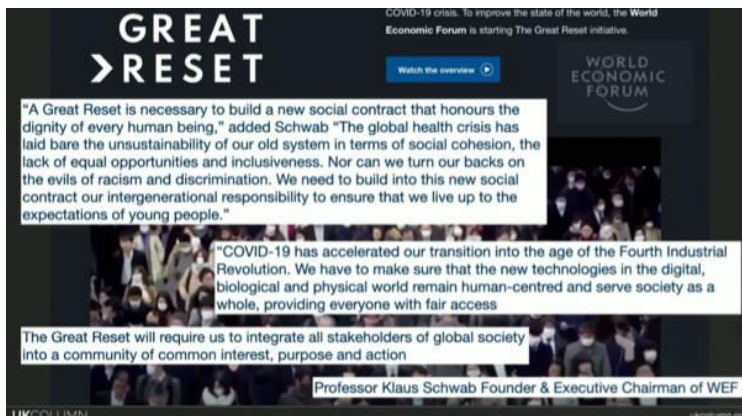 GREAT
>RESET
COVID-19 crisis. To improve the state of the world, the World
Economic Forum is starting The Great Reset initiative.
Watch the overview
WORLD
ECONOMIC
FORUM
“A Great Reset is necessary to build a new social contract that honours the
dignity of every human being,” added Schwab “The global health crisis has
laid bare the unsustainability of our old system in terms of social cohesion, the
lack of equal opportunities and inclusiveness. Nor can we turn our backs on
the evils of racism and discrimination. We need to build into this new social
contract our intergenerational responsibility to ensure that we live up to the
expectations of young people.”
“COVID-19 has accelerated our transition into the age of the Fourth Industrial
Revolution. We have to make sure that the new technologies in the digital,
biological and physical world remain human-centred and serve society as a
whole, providing everyone with fair access
The Great Reset will require us to integrate all stakeholders of global society
into a community of common interest, purpose and action
Professor Klaus Schwab Founder & Executive Chairman of WEF
UKCOLUMN